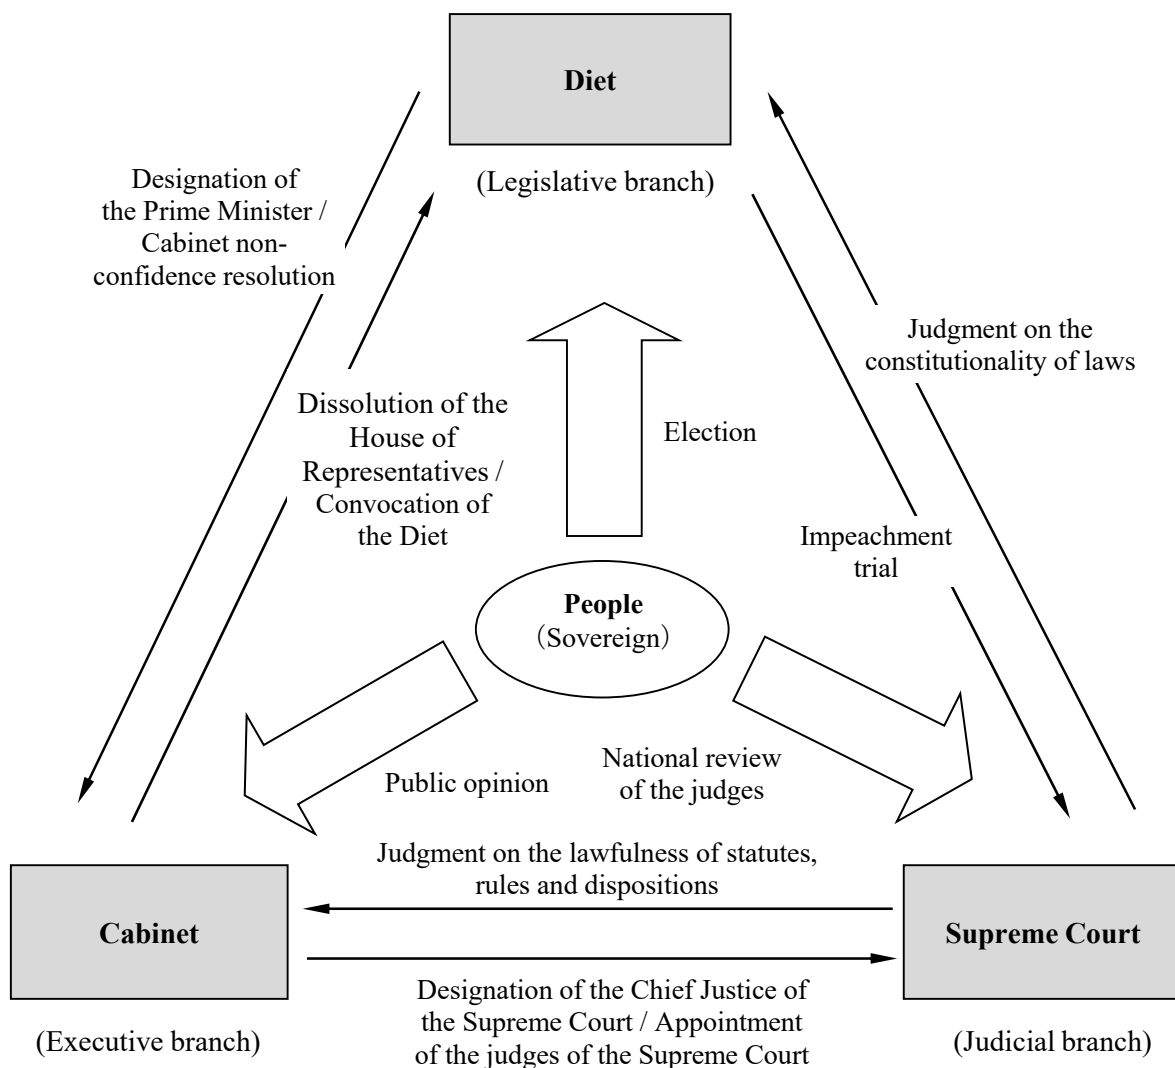 Diet
(Legislative branch)
Designation of
the Prime Minister /
Cabinet non-
confidence resolution
Judgment on the
constitutionality of laws
Dissolution of the
House of
Representatives /
Convocation of
the Diet
Election
Impeachment
trial
People
（Sovereign）
Public opinion
National review
of the judges
Judgment on the lawfulness of statutes,
rules and dispositions
Cabinet
Supreme Court
Designation of the Chief Justice of
the Supreme Court / Appointment
of the judges of the Supreme Court
(Executive branch)
(Judicial branch)